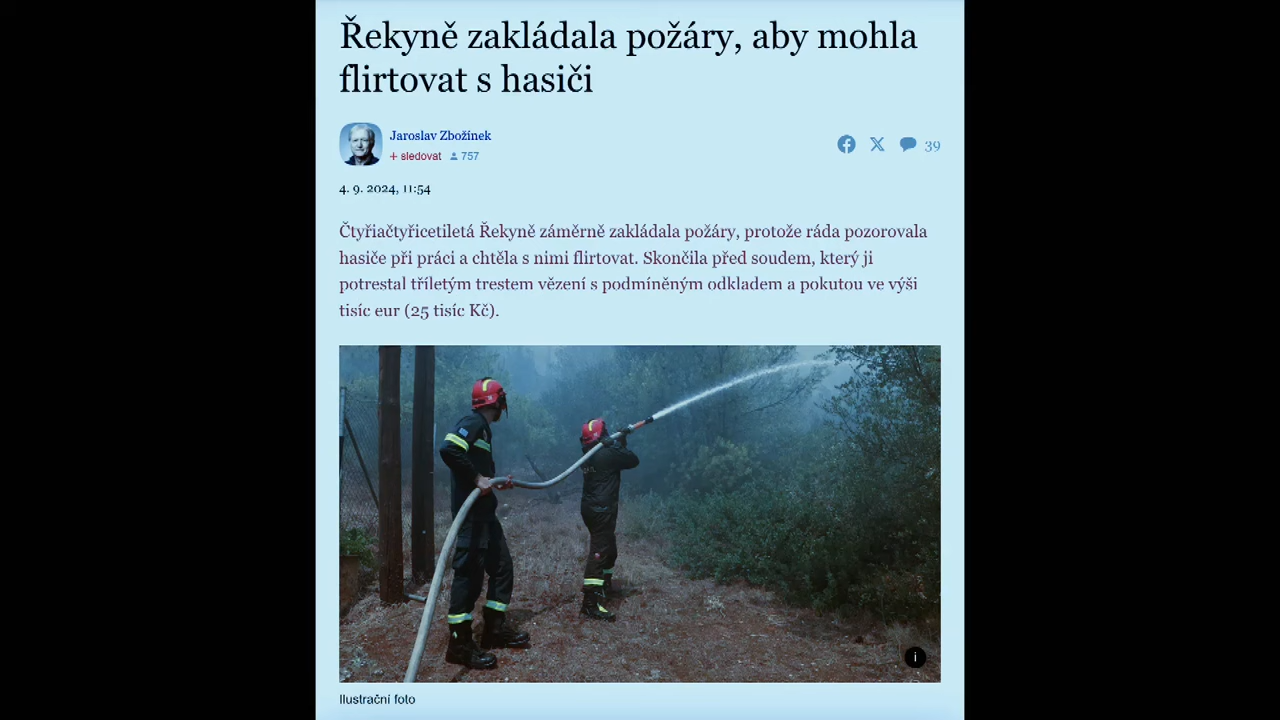 Řekyně zakládala požáry, aby mohla
flirtovat s hasiči
Jaroslav Zbožínek
+ sledovat 757
39
4. 9. 2024, 11:54
Čtyřiačtyřicetiletá Řekyně záměrně zakládala požáry, protože ráda pozorovala
hasiče při práci a chtěla s nimi flirtovat. Skončila před soudem, který ji
potrestal tříletým trestem vězení s podmíněným odkladem a pokutou ve výši
tisíc eur (25 tisíc Kč).
i
Ilustrační foto